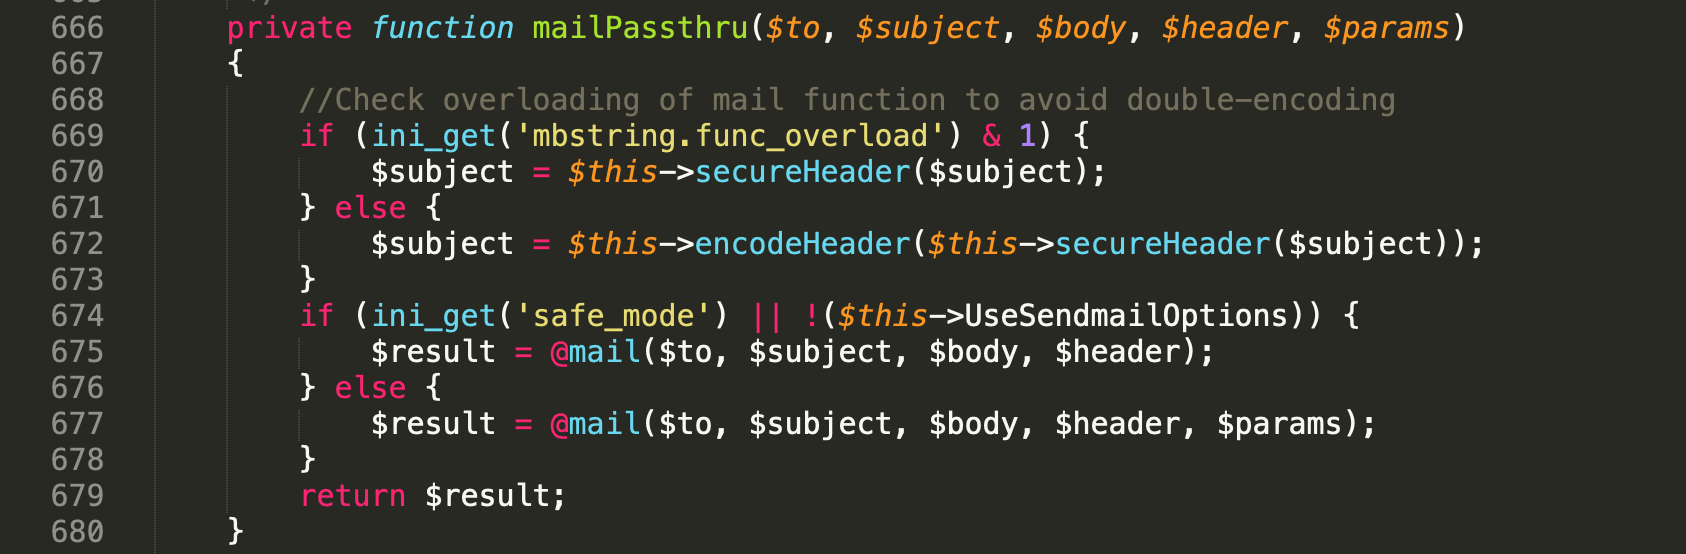 666 private function mailPassthru($to, $subject, $body, $header, $params)
667 {
668 //Check overloading of mail function to avoid double-encoding
669 if (ini_get('mbstring.func_overload') & 1) {
670 $subject = $this->secureHeader($subject);
671 } else {
672 $subject = $this->encodeHeader($this->secureHeader($subject));
673 }
674 if (ini_get('safe_mode') || !($this->UseSendmailOptions)) {
675 $result = @mail($to, $subject, $body, $header);
676 } else {
677 $result = @mail($to, $subject, $body, $header, $params);
678 }
679 return $result;
680 }